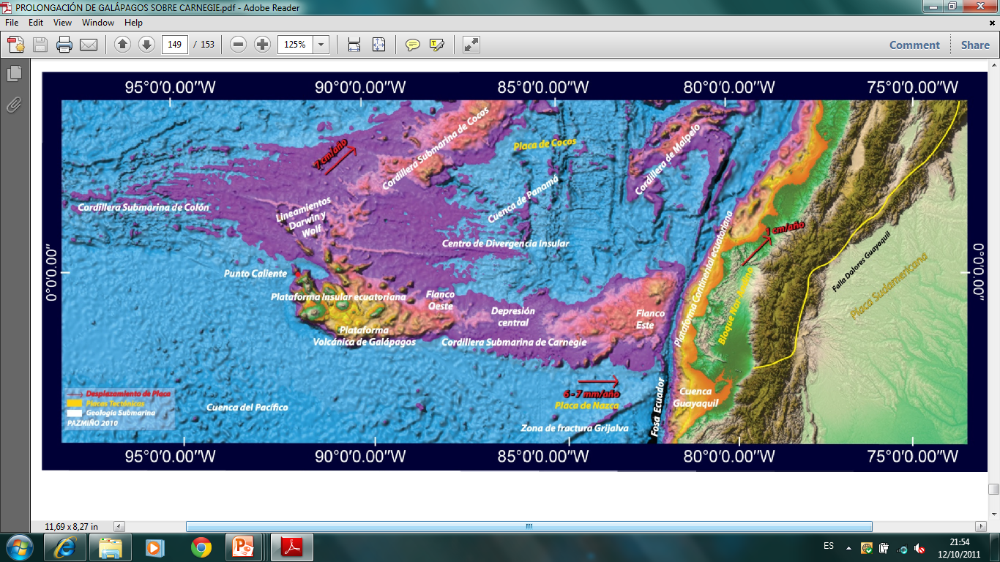 PROLONGACIÓN DE GALÁPAGOS SOBRE CARNEGIE.pdf - Adobe Reader
File Edit View Window Help
149 / 153 125% Comment Share
95°0'0.00"W 90°0'0.00"W 85°0'0.00"W 80°0'0.00"W 75°0'0.00"W
Cordillera Submarina de Cocos
7 cm/año
Placa de Cocos
Cordillera de Malpelo
Cuenca de Panamá
Cordillera Submarina de Colón
Lineamientos
Darwin y
Wolf
Centro de Divergencia Insular
1 cm/año
Falla Dolores Guayaquil
0°0'0.00"
0°0'0.00"
Punto Caliente
Plataforma Insular ecuatoriana
Flanco
Oeste
Plataforma Continental ecuatoriana
Bloque Nor Andino
Placa Sudamericana
Depresión
central
Flanco
Este
Plataforma
Volcánica de Galápagos
Cordillera Submarina de Carnegie
6 - 7 mm/año
Placa de Nazca
Fosa Ecuador
Cuenca
Guayaquil
Desplazamiento de Placa
Placas Tectónicas
Geología Submarina
PAZMIÑO 2010
Cuenca del Pacífico
Zona de fractura Grijalva
95°0'0.00"W 90°0'0.00"W 85°0'0.00"W 80°0'0.00"W 75°0'0.00"W
11,69 x 8,27 in
ES
21:54
12/10/2011